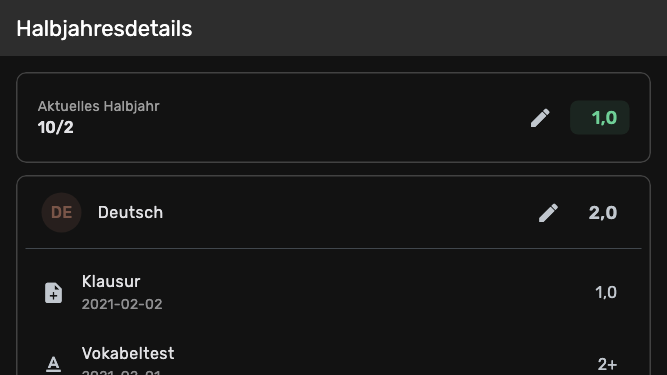 Halbjahresdetails
Aktuelles Halbjahr
10/2
1,0
DE
Deutsch
2,0
Klausur
2021-02-02
1,0
A
Vokabeltest
2+